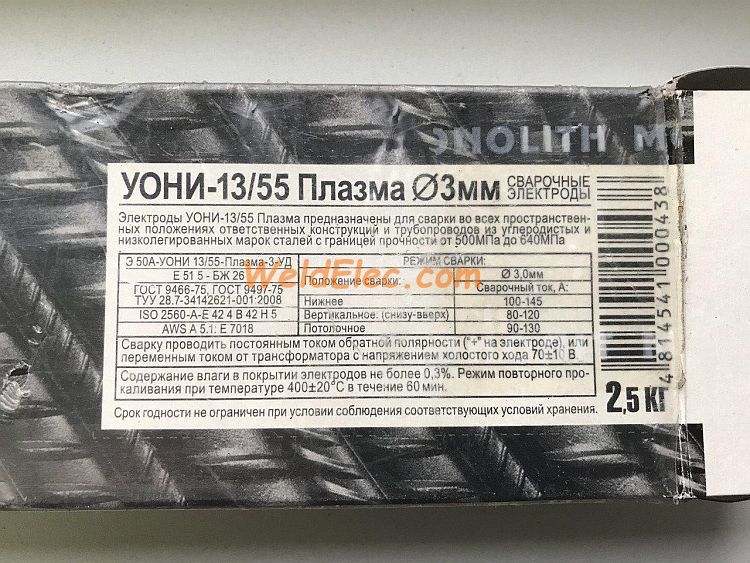 ЭNOLITH M
УОНИ-13/55 Плазма Ø3мм СВАРОЧНЫЕ ЭЛЕКТРОДЫ
Электроды УОНИ-13/55 Плазма предназначены для сварки во всех пространствен-
ных положениях ответственных конструкций и трубопроводов из углеродистых и
низколегированных марок сталей с границей прочности от 500МПа до 640МПа
Э 50А-УОНИ 13/55-Плазма-3-УД
Е 51 5 - БЖ 26
ГОСТ 9466-75, ГОСТ 9497-75
ТУУ 28.7-34142621-001:2008
ISO 2560-A-E 42 4 B 42 H 5
AWS A 5.1: E 7018
РЕЖИМ СВАРКИ:
Положение сварки: Ø 3,0мм
Сварочный ток, А:
Нижнее 100-145
Вертикальное: (снизу-вверх) 80-120
Потолочное 90-130
Сварку проводить постоянным током обратной полярности ("+" на электроде), или
переменным током от трансформатора с напряжением холостого хода 70±10 В.
Содержание влаги в покрытии электродов не более 0,3%. Режим повторного про-
каливания при температуре 400±20°С в течение 60 мин.
Срок годности не ограничен при условии соблюдения соответствующих условий хранения.
2,5 КГ
4 814541 000438
WeldElec.com